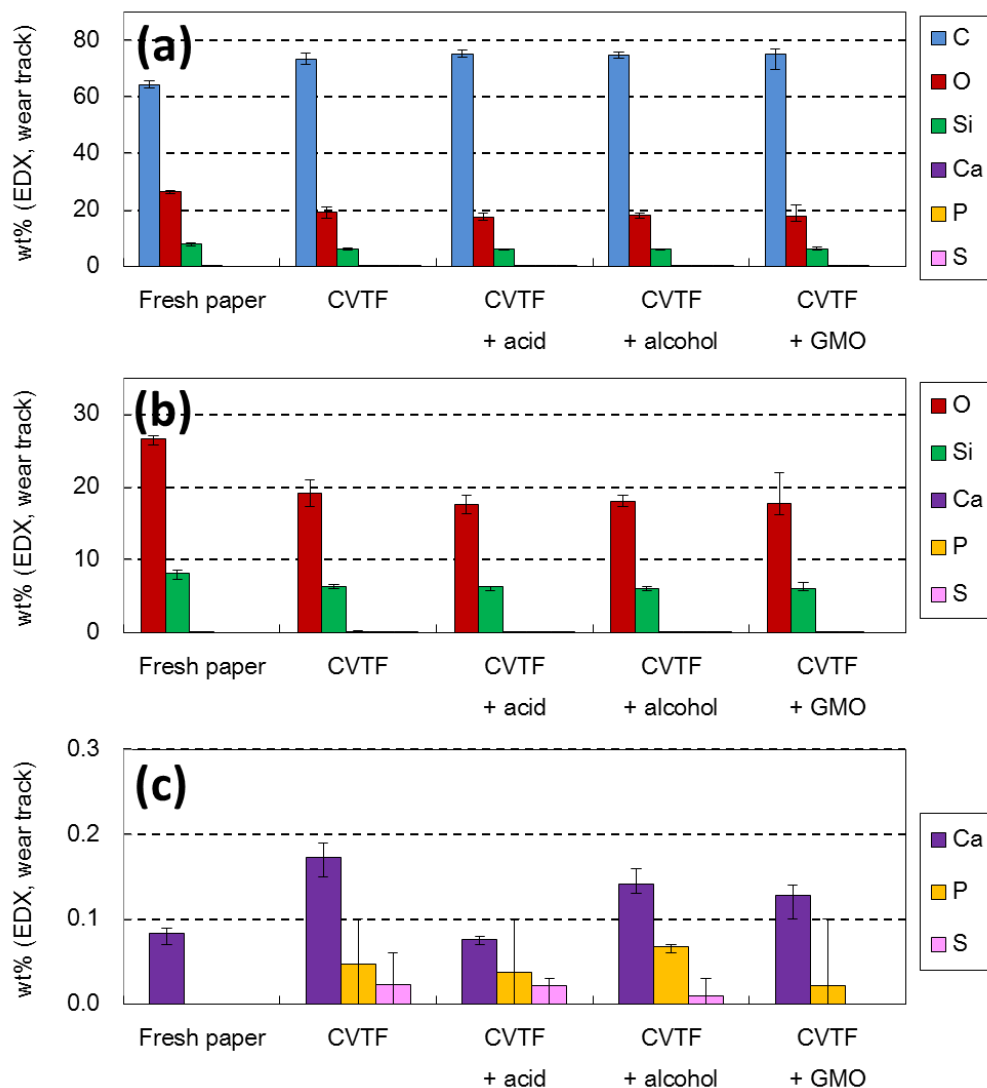 (a)
wt% (EDX, wear track)
80
60
40
20
0
Fresh paper
CVTF
CVTF
+ acid
CVTF
+ alcohol
CVTF
+ GMO
C
O
Si
Ca
P
S
(b)
wt% (EDX, wear track)
30
20
10
0
Fresh paper
CVTF
CVTF
+ acid
CVTF
+ alcohol
CVTF
+ GMO
O
Si
Ca
P
S
(c)
wt% (EDX, wear track)
0.3
0.2
0.1
0.0
Fresh paper
CVTF
CVTF
+ acid
CVTF
+ alcohol
CVTF
+ GMO
Ca
P
S